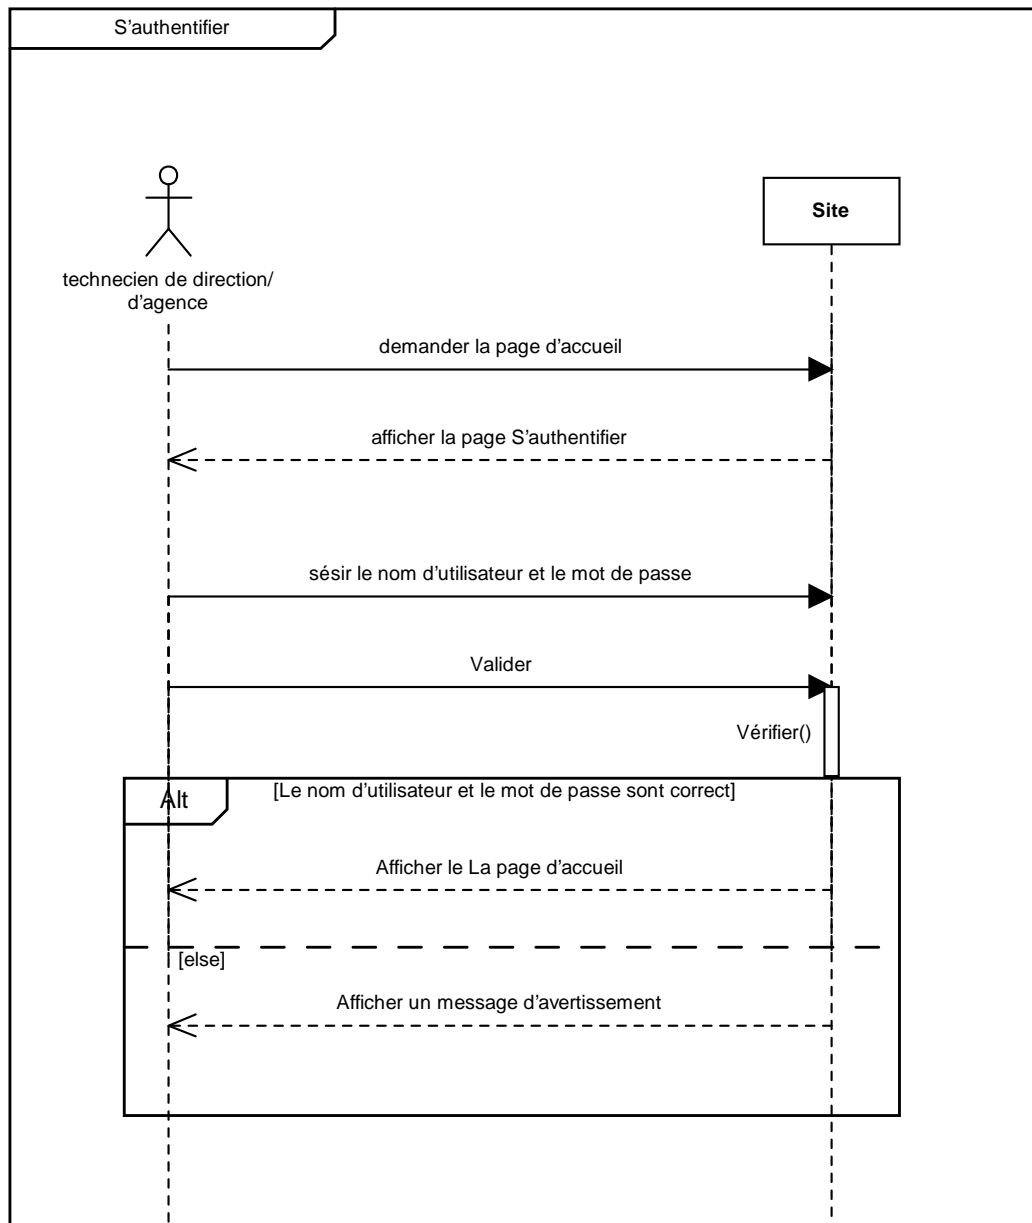 S'authentifier
Site
technecien de direction/
d'agence
demander la page d'accueil
afficher la page S'authentifier
sésir le nom d'utilisateur et le mot de passe
Valider
Vérifier()
Alt
[Le nom d'utilisateur et le mot de passe sont correct]
Afficher le La page d'accueil
[else]
Afficher un message d'avertissement